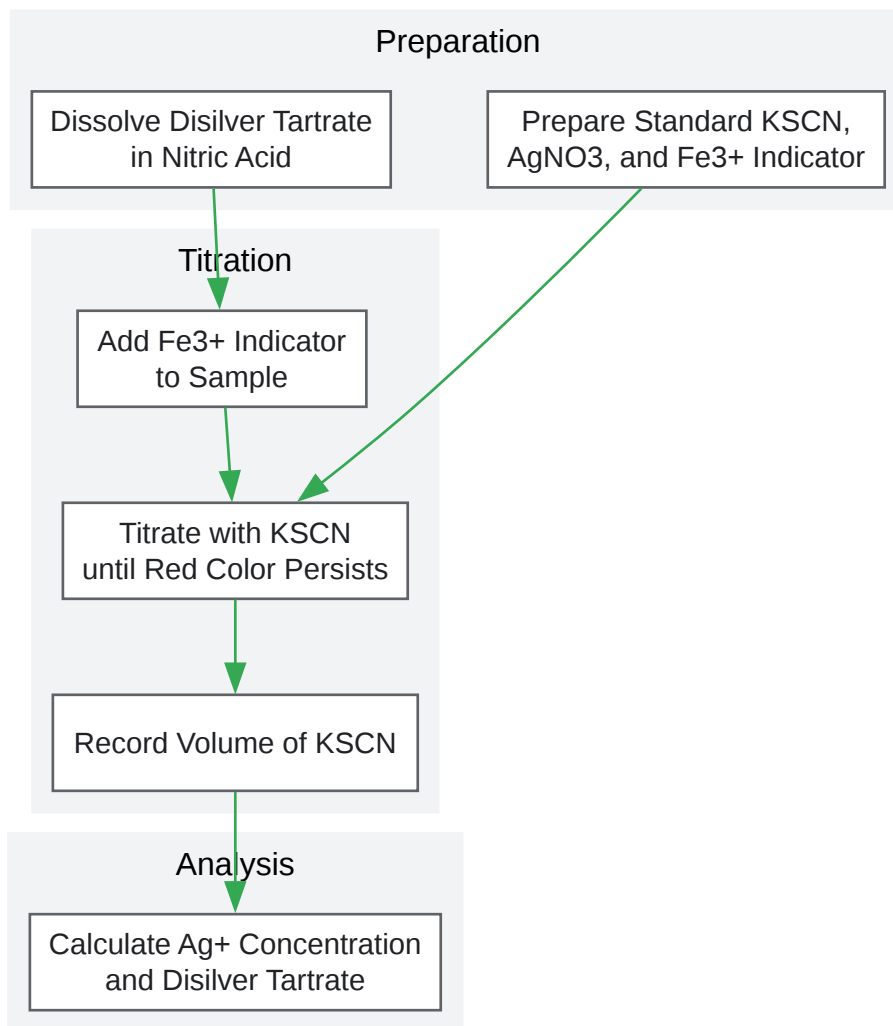 Preparation
Dissolve Disilver Tartrate
in Nitric Acid
Prepare Standard KSCN,
AgNO3, and Fe3+ Indicator
Titration
Add Fe3+ Indicator
to Sample
Titrate with KSCN
until Red Color Persists
Record Volume of KSCN
Analysis
Calculate Ag+ Concentration
and Disilver Tartrate